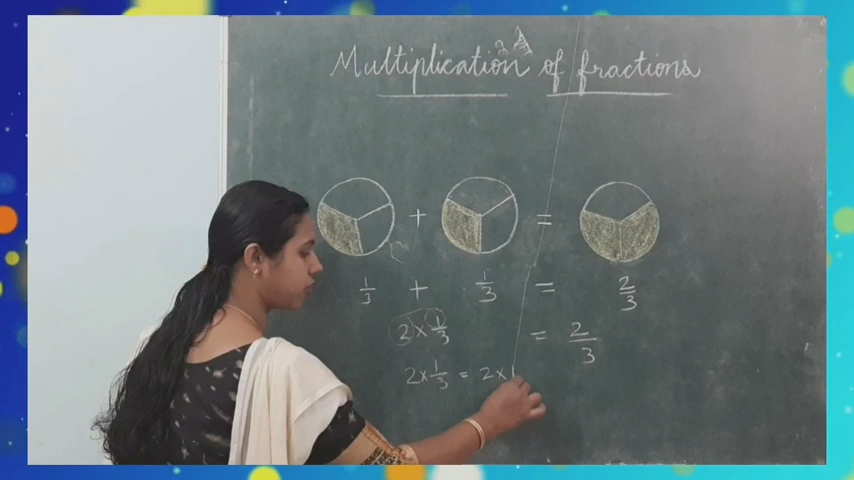 Multiplication of fractions
+ =
1/3 + 1/3 = 2/3
2 × 1/3 = 2/3
2 × 1/3 = 2 × 1